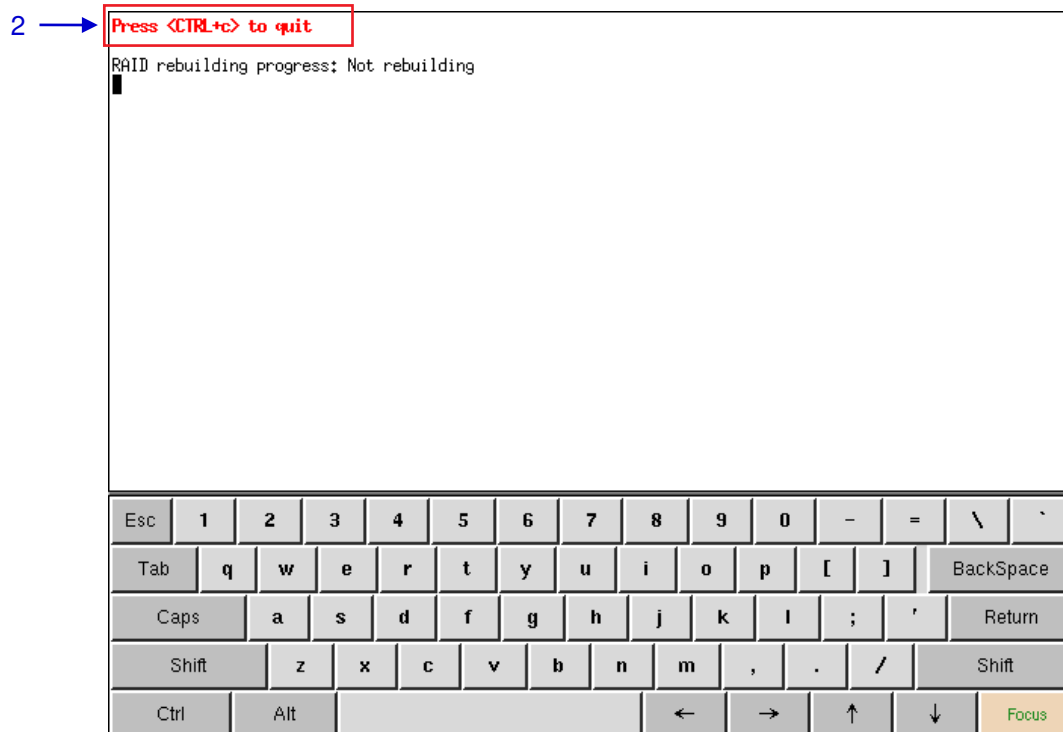 2
Press <CTRL+c> to quit
RAID rebuilding progress: Not rebuilding
Esc 1 2 3 4 5 6 7 8 9 0 - = \ `
Tab q w e r t y u i o p [ ] BackSpace
Caps a s d f g h j k l ; ' Return
Shift z x c v b n m , . / Shift
Ctrl Alt ← → ↑ ↓ Focus